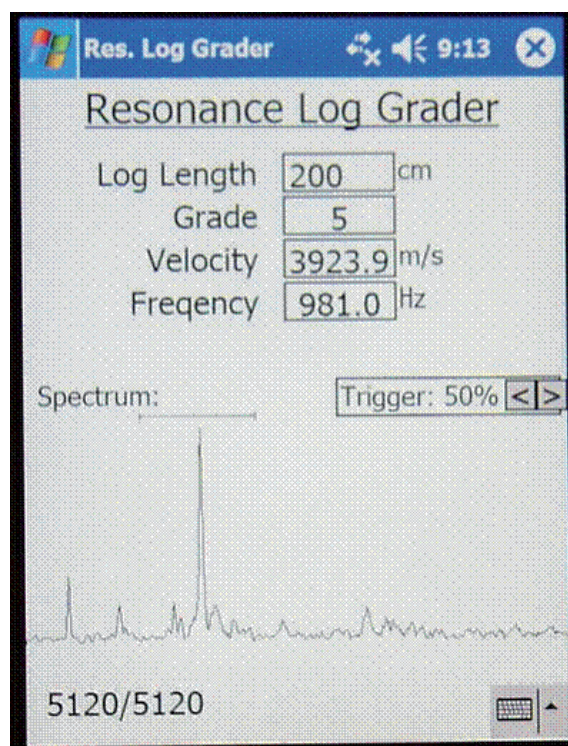 Res. Log Grader 9:13
Resonance Log Grader
Log Length 200 cm
Grade 5
Velocity 3923.9 m/s
Freqency 981.0 Hz
Spectrum: Trigger: 50% < >
5120/5120